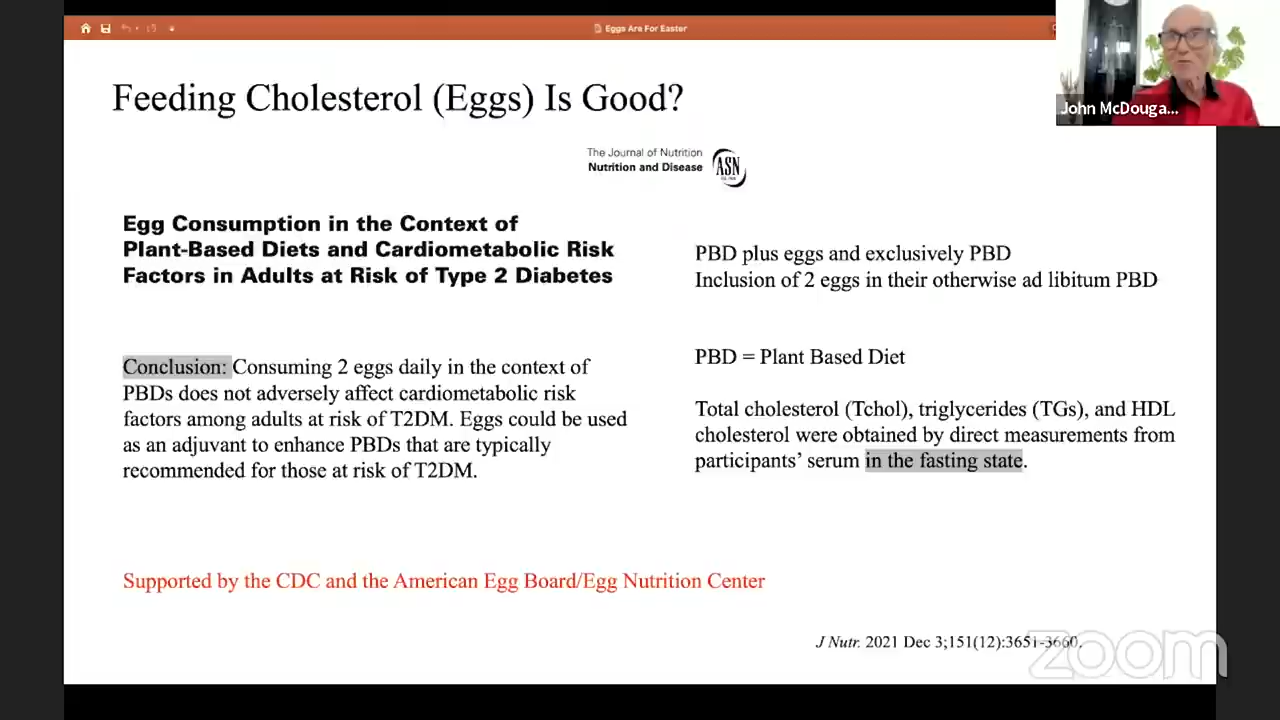 Eggs Are For Easter
John McDouga...
Feeding Cholesterol (Eggs) Is Good?
The Journal of Nutrition
Nutrition and Disease
ASN
Egg Consumption in the Context of
Plant-Based Diets and Cardiometabolic Risk
Factors in Adults at Risk of Type 2 Diabetes
PBD plus eggs and exclusively PBD
Inclusion of 2 eggs in their otherwise ad libitum PBD
Conclusion: Consuming 2 eggs daily in the context of
PBDs does not adversely affect cardiometabolic risk
factors among adults at risk of T2DM. Eggs could be used
as an adjuvant to enhance PBDs that are typically
recommended for those at risk of T2DM.
PBD = Plant Based Diet
Total cholesterol (Tchol), triglycerides (TGs), and HDL
cholesterol were obtained by direct measurements from
participants’ serum in the fasting state.
Supported by the CDC and the American Egg Board/Egg Nutrition Center
J Nutr. 2021 Dec 3;151(12):3651-3660.
zoom